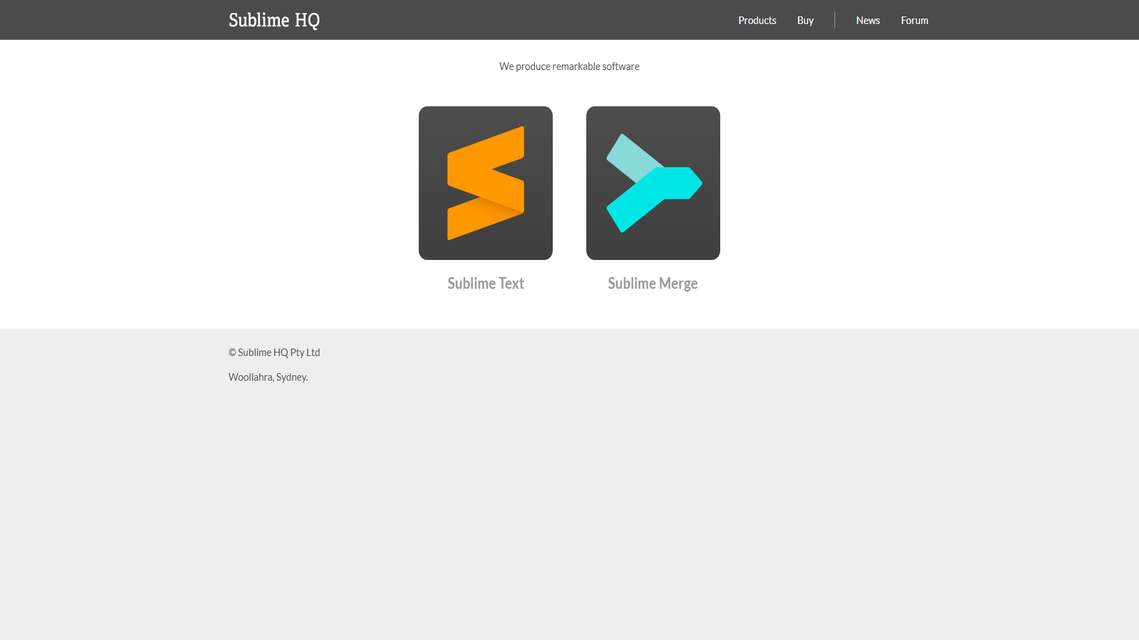 Sublime HQ
Products Buy News Forum
We produce remarkable software
Sublime Text
Sublime Merge
© Sublime HQ Pty Ltd
Woollahra, Sydney.